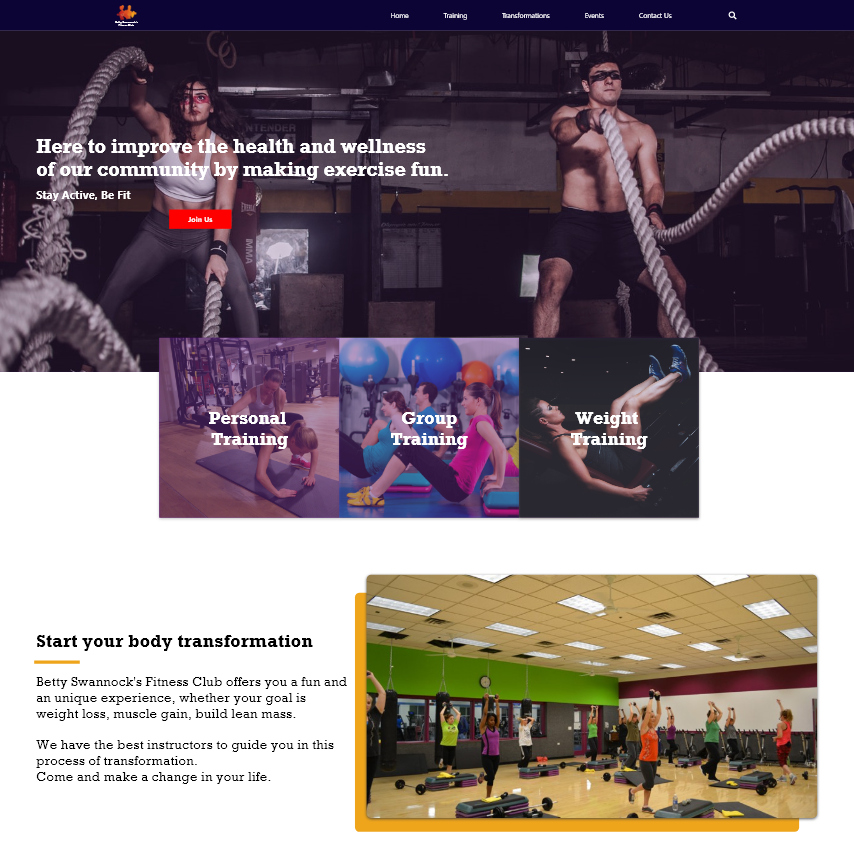 Betty Swannock's
Fitness Club
Home
Training
Transformations
Events
Contact Us
Here to improve the health and wellness
of our community by making exercise fun.
Stay Active, Be Fit
Join Us
Personal
Training
Group
Training
Weight
Training
Start your body transformation
Betty Swannock's Fitness Club offers you a fun and
an unique experience, whether your goal is
weight loss, muscle gain, build lean mass.
We have the best instructors to guide you in this
process of transformation.
Come and make a change in your life.